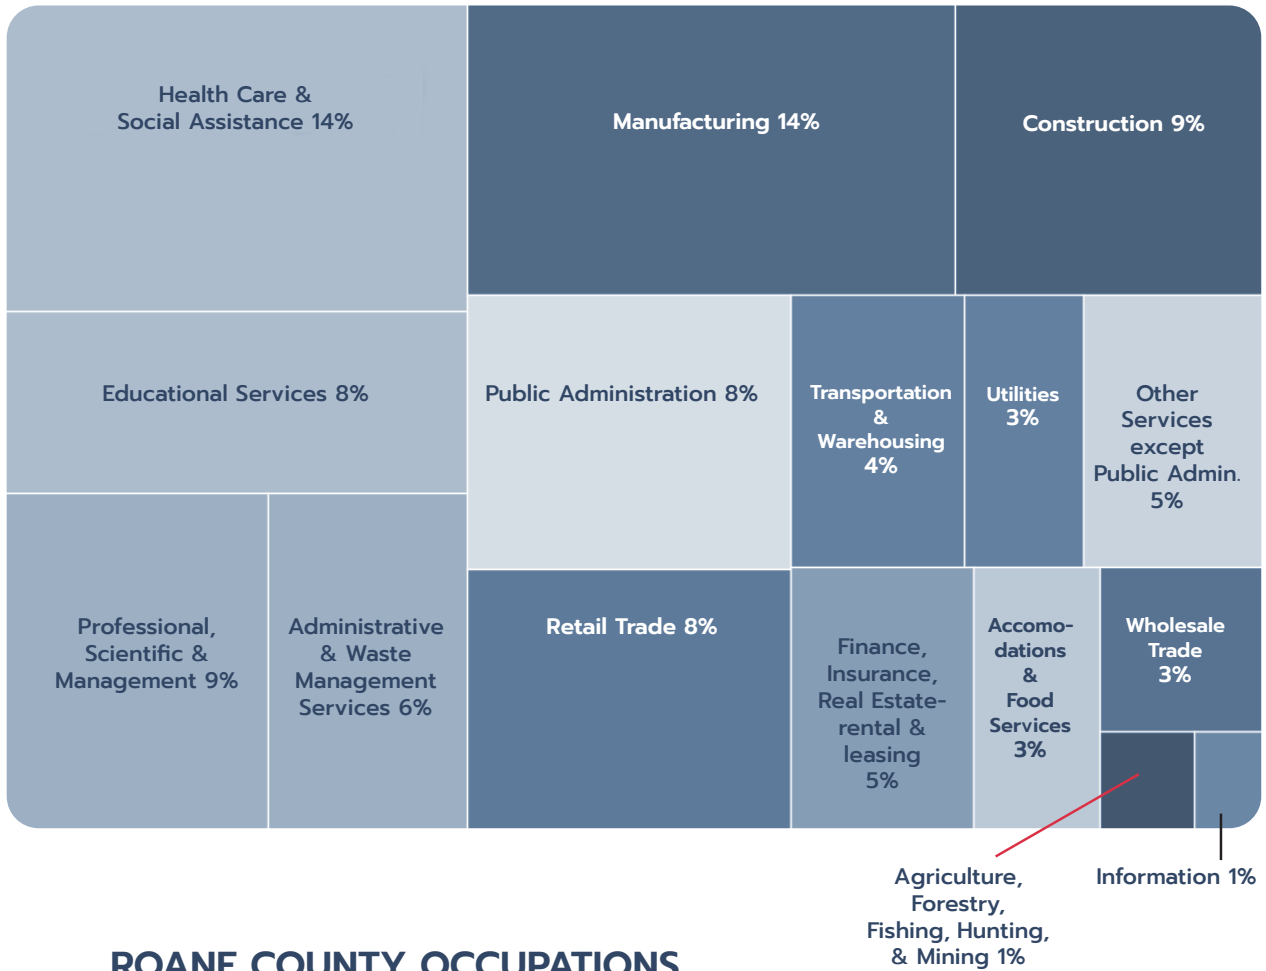 Health Care &
Social Assistance 14%
Manufacturing 14%
Construction 9%
Educational Services 8%
Public Administration 8%
Transportation
&
Warehousing
4%
Utilities
3%
Other
Services
except
Public Admin.
5%
Professional,
Scientific &
Management 9%
Administrative
& Waste
Management
Services 6%
Retail Trade 8%
Finance,
Insurance,
Real Estate-
rental &
leasing
5%
Accomo-
dations
&
Food
Services
3%
Wholesale
Trade
3%
Agriculture,
Forestry,
Fishing, Hunting,
& Mining 1%
Information 1%
ROANE COUNTY OCCUPATIONS